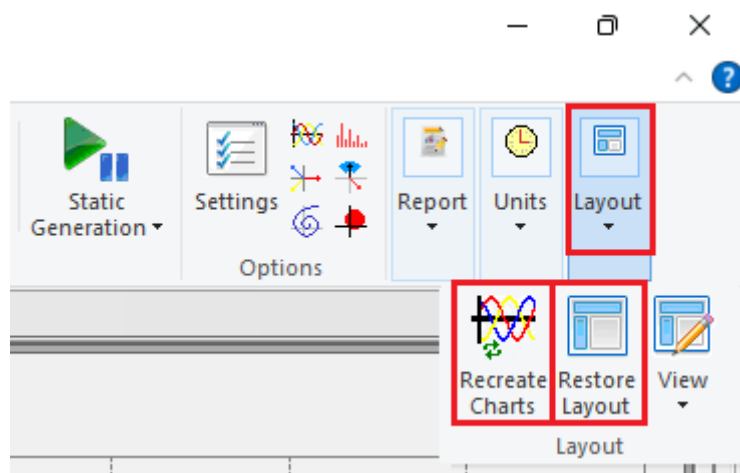 ?
Static
Generation
Settings
Report
Units
Layout
Options
Recreate
Charts
Restore
Layout
View
Layout